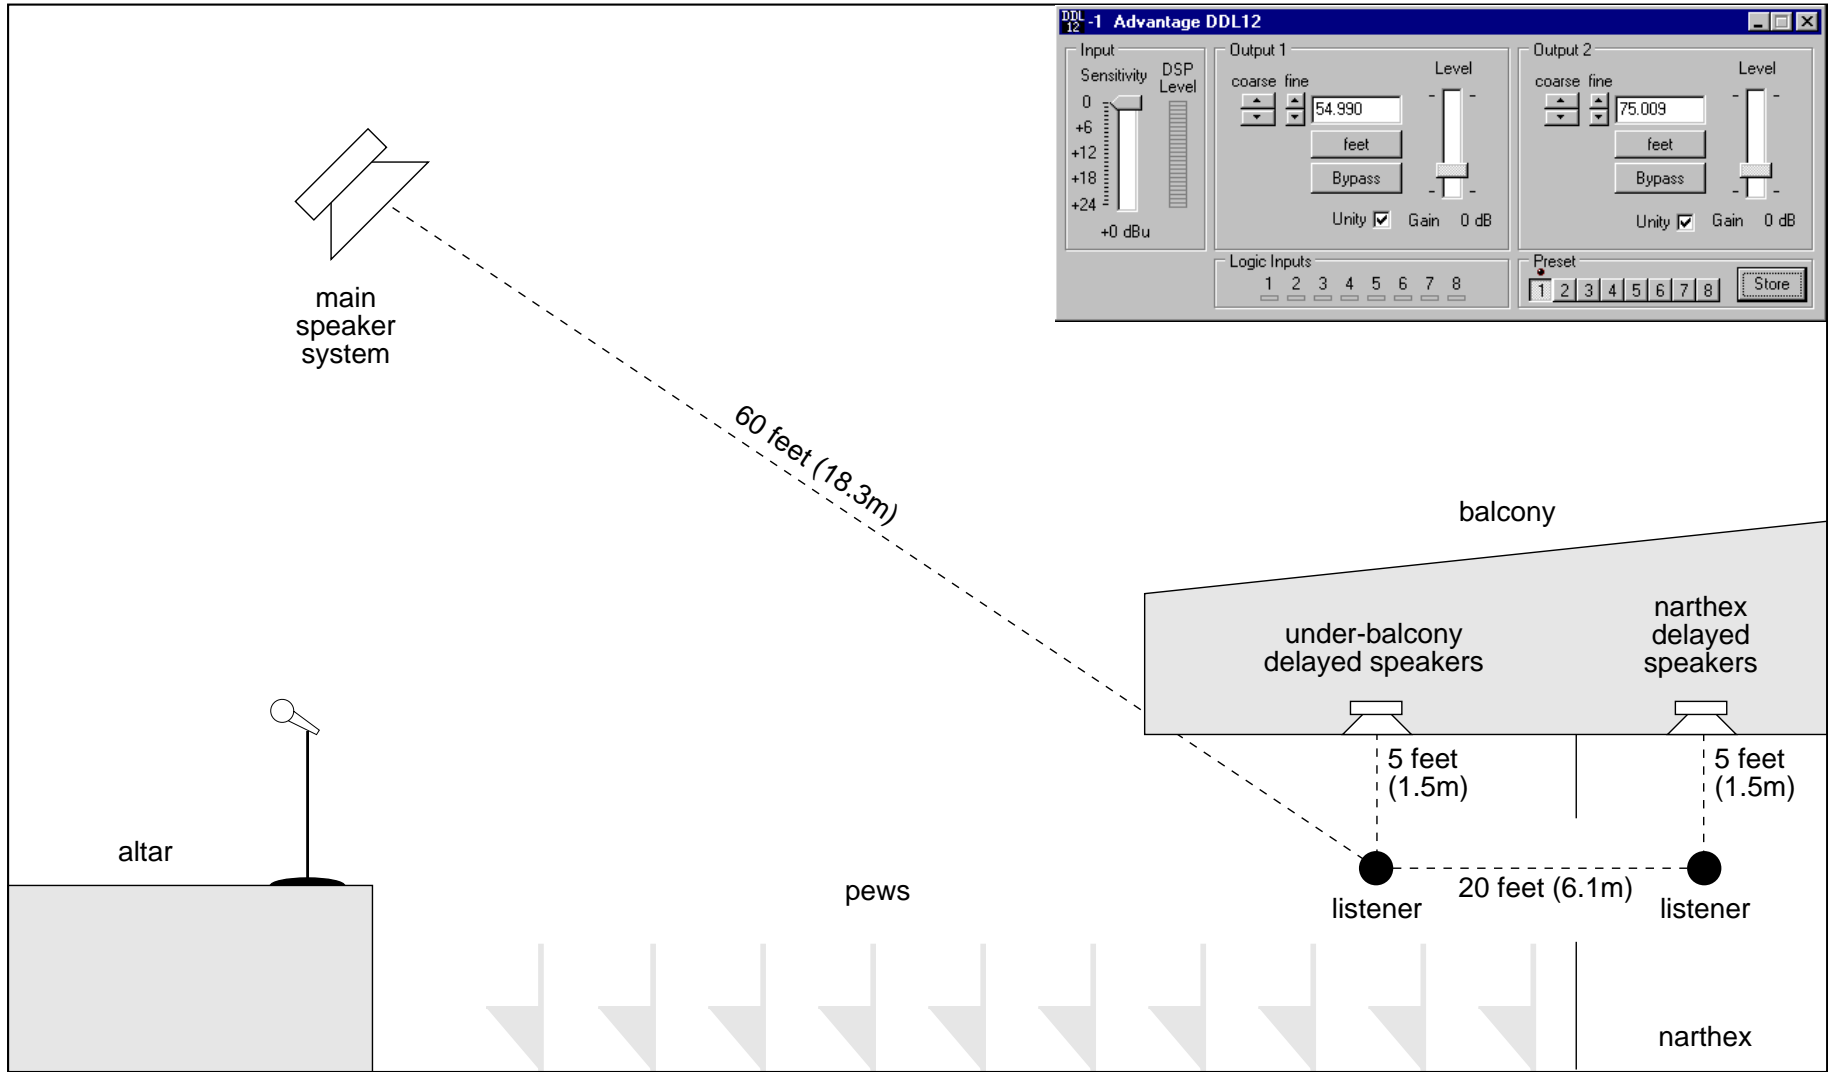 DDL
12 -1 Advantage DDL12
Input
Sensitivity
DSP
Level
0
+6
+12
+18
+24
+0 dBu
Output 1
coarse fine
54.990
feet
Bypass
Level
Unity Gain 0 dB
Output 2
coarse fine
75.009
feet
Bypass
Level
Unity Gain 0 dB
Logic Inputs
1 2 3 4 5 6 7 8
Preset
1 2 3 4 5 6 7 8
Store
main
speaker
system
60 feet (18.3m)
balcony
under-balcony
delayed speakers
narthex
delayed
speakers
5 feet
(1.5m)
5 feet
(1.5m)
altar
pews
20 feet (6.1m)
listener
listener
narthex